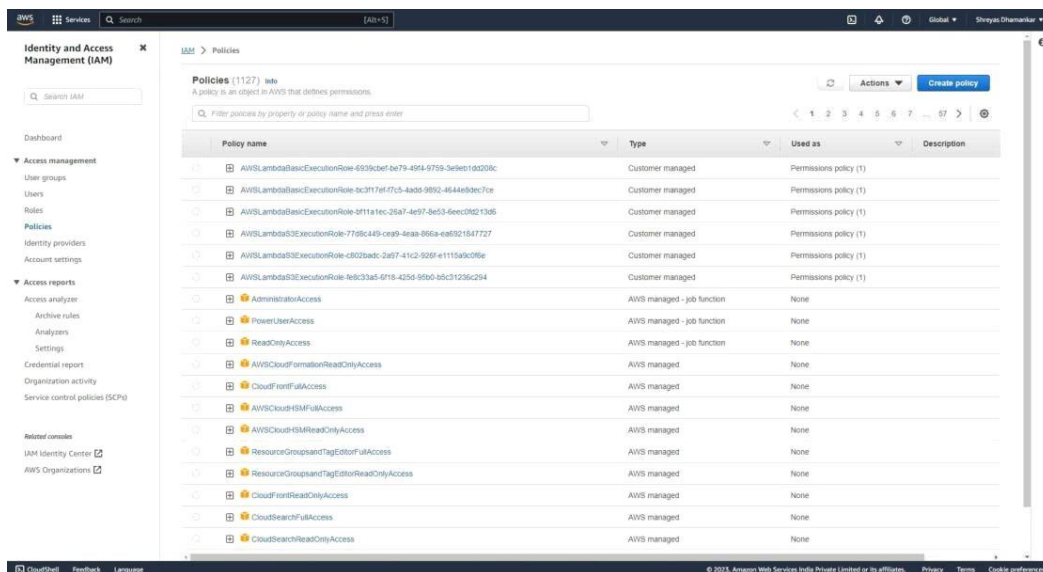 aws Services Search [Alt+S] Global Shreyas Dhamankar
Identity and Access Management (IAM)
Search IAM
Dashboard
Access management
User groups
Users
Roles
Policies
Identity providers
Account settings
Access reports
Access analyzer
Archive rules
Analyzers
Settings
Credential report
Organization activity
Service control policies (SCPs)
Related consoles
IAM Identity Center
AWS Organizations
IAM > Policies
Policies (1127) Info
A policy is an object in AWS that defines permissions.
Actions Create policy
Filter policies by property or policy name and press enter
1 2 3 4 5 6 7 ... 57
Policy name Type Used as Description
AWSLambdaBasicExecutionRole-6939cbef-be79-49f4-9759-3e9eb1dd208c Customer managed Permissions policy (1)
AWSLambdaBasicExecutionRole-bc3f17ef-f7c5-4add-9892-4644e8dec7ce Customer managed Permissions policy (1)
AWSLambdaBasicExecutionRole-bf11a1ec-26a7-4e97-8e53-6eec0fd213d6 Customer managed Permissions policy (1)
AWSLambdaS3ExecutionRole-77d8c449-cea9-4eaa-866a-ea6921847727 Customer managed Permissions policy (1)
AWSLambdaS3ExecutionRole-c802badc-2a97-41c2-926f-e1115a9c0f6e Customer managed Permissions policy (1)
AWSLambdaS3ExecutionRole-fe8c33a5-6f18-425d-95b0-b5c31236c294 Customer managed Permissions policy (1)
AdministratorAccess AWS managed - job function None
PowerUserAccess AWS managed - job function None
ReadOnlyAccess AWS managed - job function None
AWSCloudFormationReadOnlyAccess AWS managed None
CloudFrontFullAccess AWS managed None
AWSCloudHSMFullAccess AWS managed None
AWSCloudHSMReadOnlyAccess AWS managed None
ResourceGroupsandTagEditorFullAccess AWS managed None
ResourceGroupsandTagEditorReadOnlyAccess AWS managed None
CloudFrontReadOnlyAccess AWS managed None
CloudSearchFullAccess AWS managed None
CloudSearchReadOnlyAccess AWS managed None
CloudShell Feedback Language © 2023, Amazon Web Services India Private Limited or its affiliates. Privacy Terms Cookie preferences